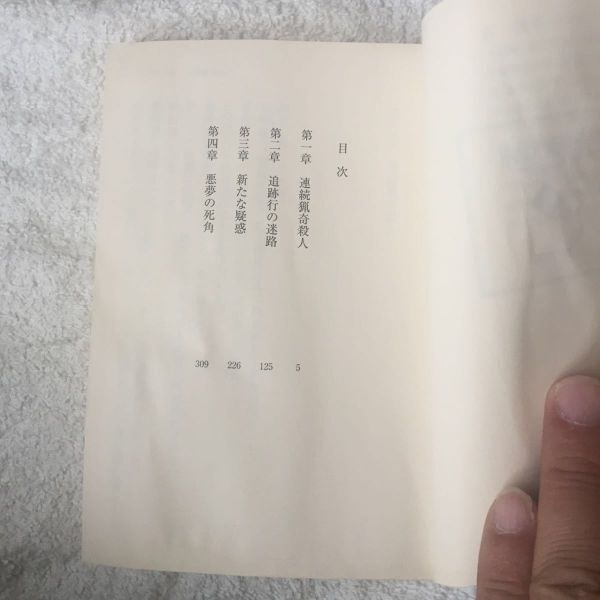 目次
第一章 連続猟奇殺人 5
第二章 追跡行の迷路 125
第三章 新たな疑惑 226
第四章 悪夢の死角 309